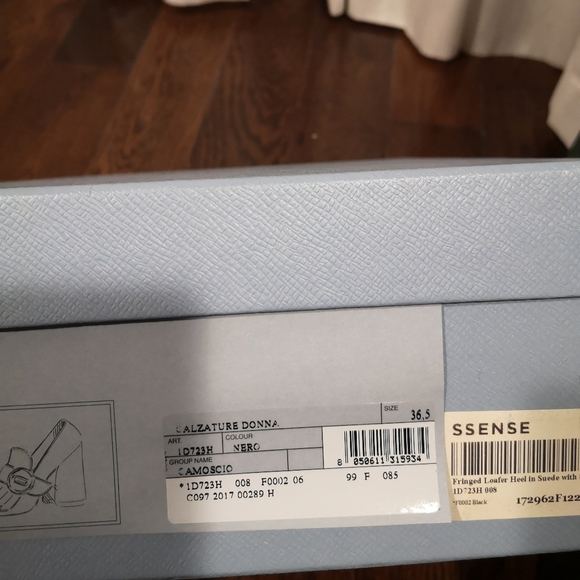 CALZATURE DONNA
SIZE
36,5
ART.
1D723H
COLOUR
NERO
GROUP NAME
CAMOSCIO
8 050611 315934
*1D723H 008 F0002 06 99 F 085
C097 2017 00289 H
SSENSE
Fringed Loafer Heel in Suede with
1D723H 008
*F0002 Black
172962F122